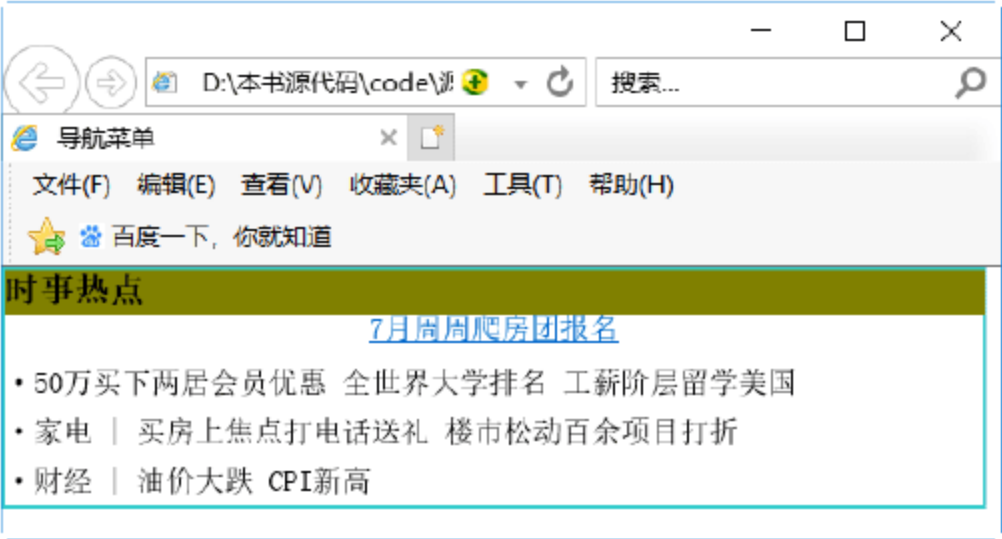 D:\本书源代码\code\源 搜索...
导航菜单
文件(F) 编辑(E) 查看(V) 收藏夹(A) 工具(T) 帮助(H)
百度一下，你就知道
时事热点
7月周周爬房团报名
·50万买下两居会员优惠 全世界大学排名 工薪阶层留学美国
·家电 | 买房上焦点打电话送礼 楼市松动百余项目打折
·财经 | 油价大跌 CPI新高